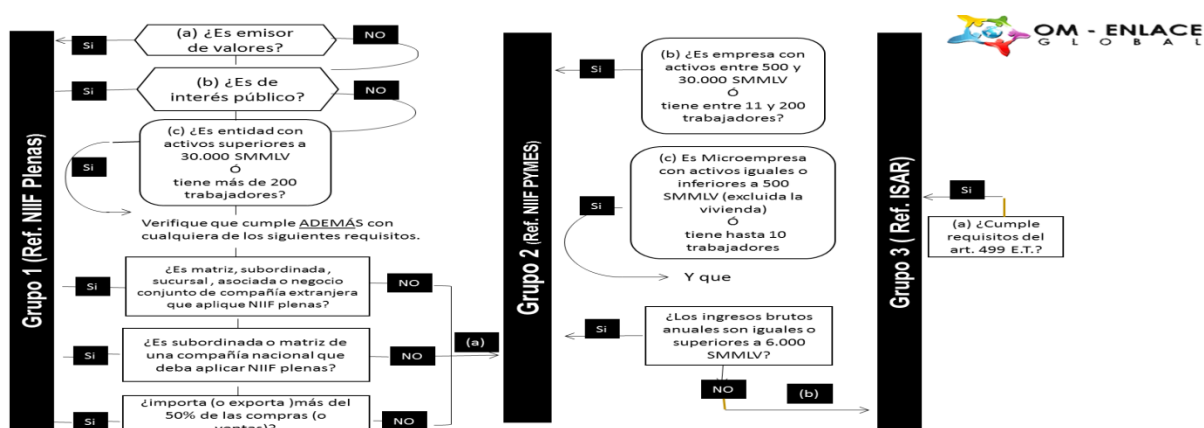 OM - ENLACE
GLOBAL
Grupo 1 (Ref. NIIF Plenas)
Si
(a) ¿Es emisor
de valores?
NO
Si
(b) ¿Es de
interés público?
NO
Si
(c) ¿Es entidad con
activos superiores a
30.000 SMMLV
Ó
tiene más de 200
trabajadores?
Verifique que cumple ADEMÁS con
cualquiera de los siguientes requisitos.
Si
¿Es matriz, subordinada ,
sucursal , asociada o negocio
conjunto de compañía extranjera
que aplique NIIF plenas?
NO
Si
¿Es subordinada o matriz de
una compañía nacional que
deba aplicar NIIF plenas?
NO
(a)
Si
¿importa (o exporta )más del
50% de las compras (o
ventas)?
NO
Grupo 2 (Ref. NIIF PYMES)
Si
(b) ¿Es empresa con
activos entre 500 y
30.000 SMMLV
Ó
tiene entre 11 y 200
trabajadores?
Si
(c) Es Microempresa
con activos iguales o
inferiores a 500
SMMLV (excluida la
vivienda)
Ó
tiene hasta 10
trabajadores
Y que
Si
¿Los ingresos brutos
anuales son iguales o
superiores a 6.000
SMMLV?
NO
(b)
Grupo 3 ( Ref. ISAR)
Si
(a) ¿Cumple
requisitos del
art. 499 E.T.?